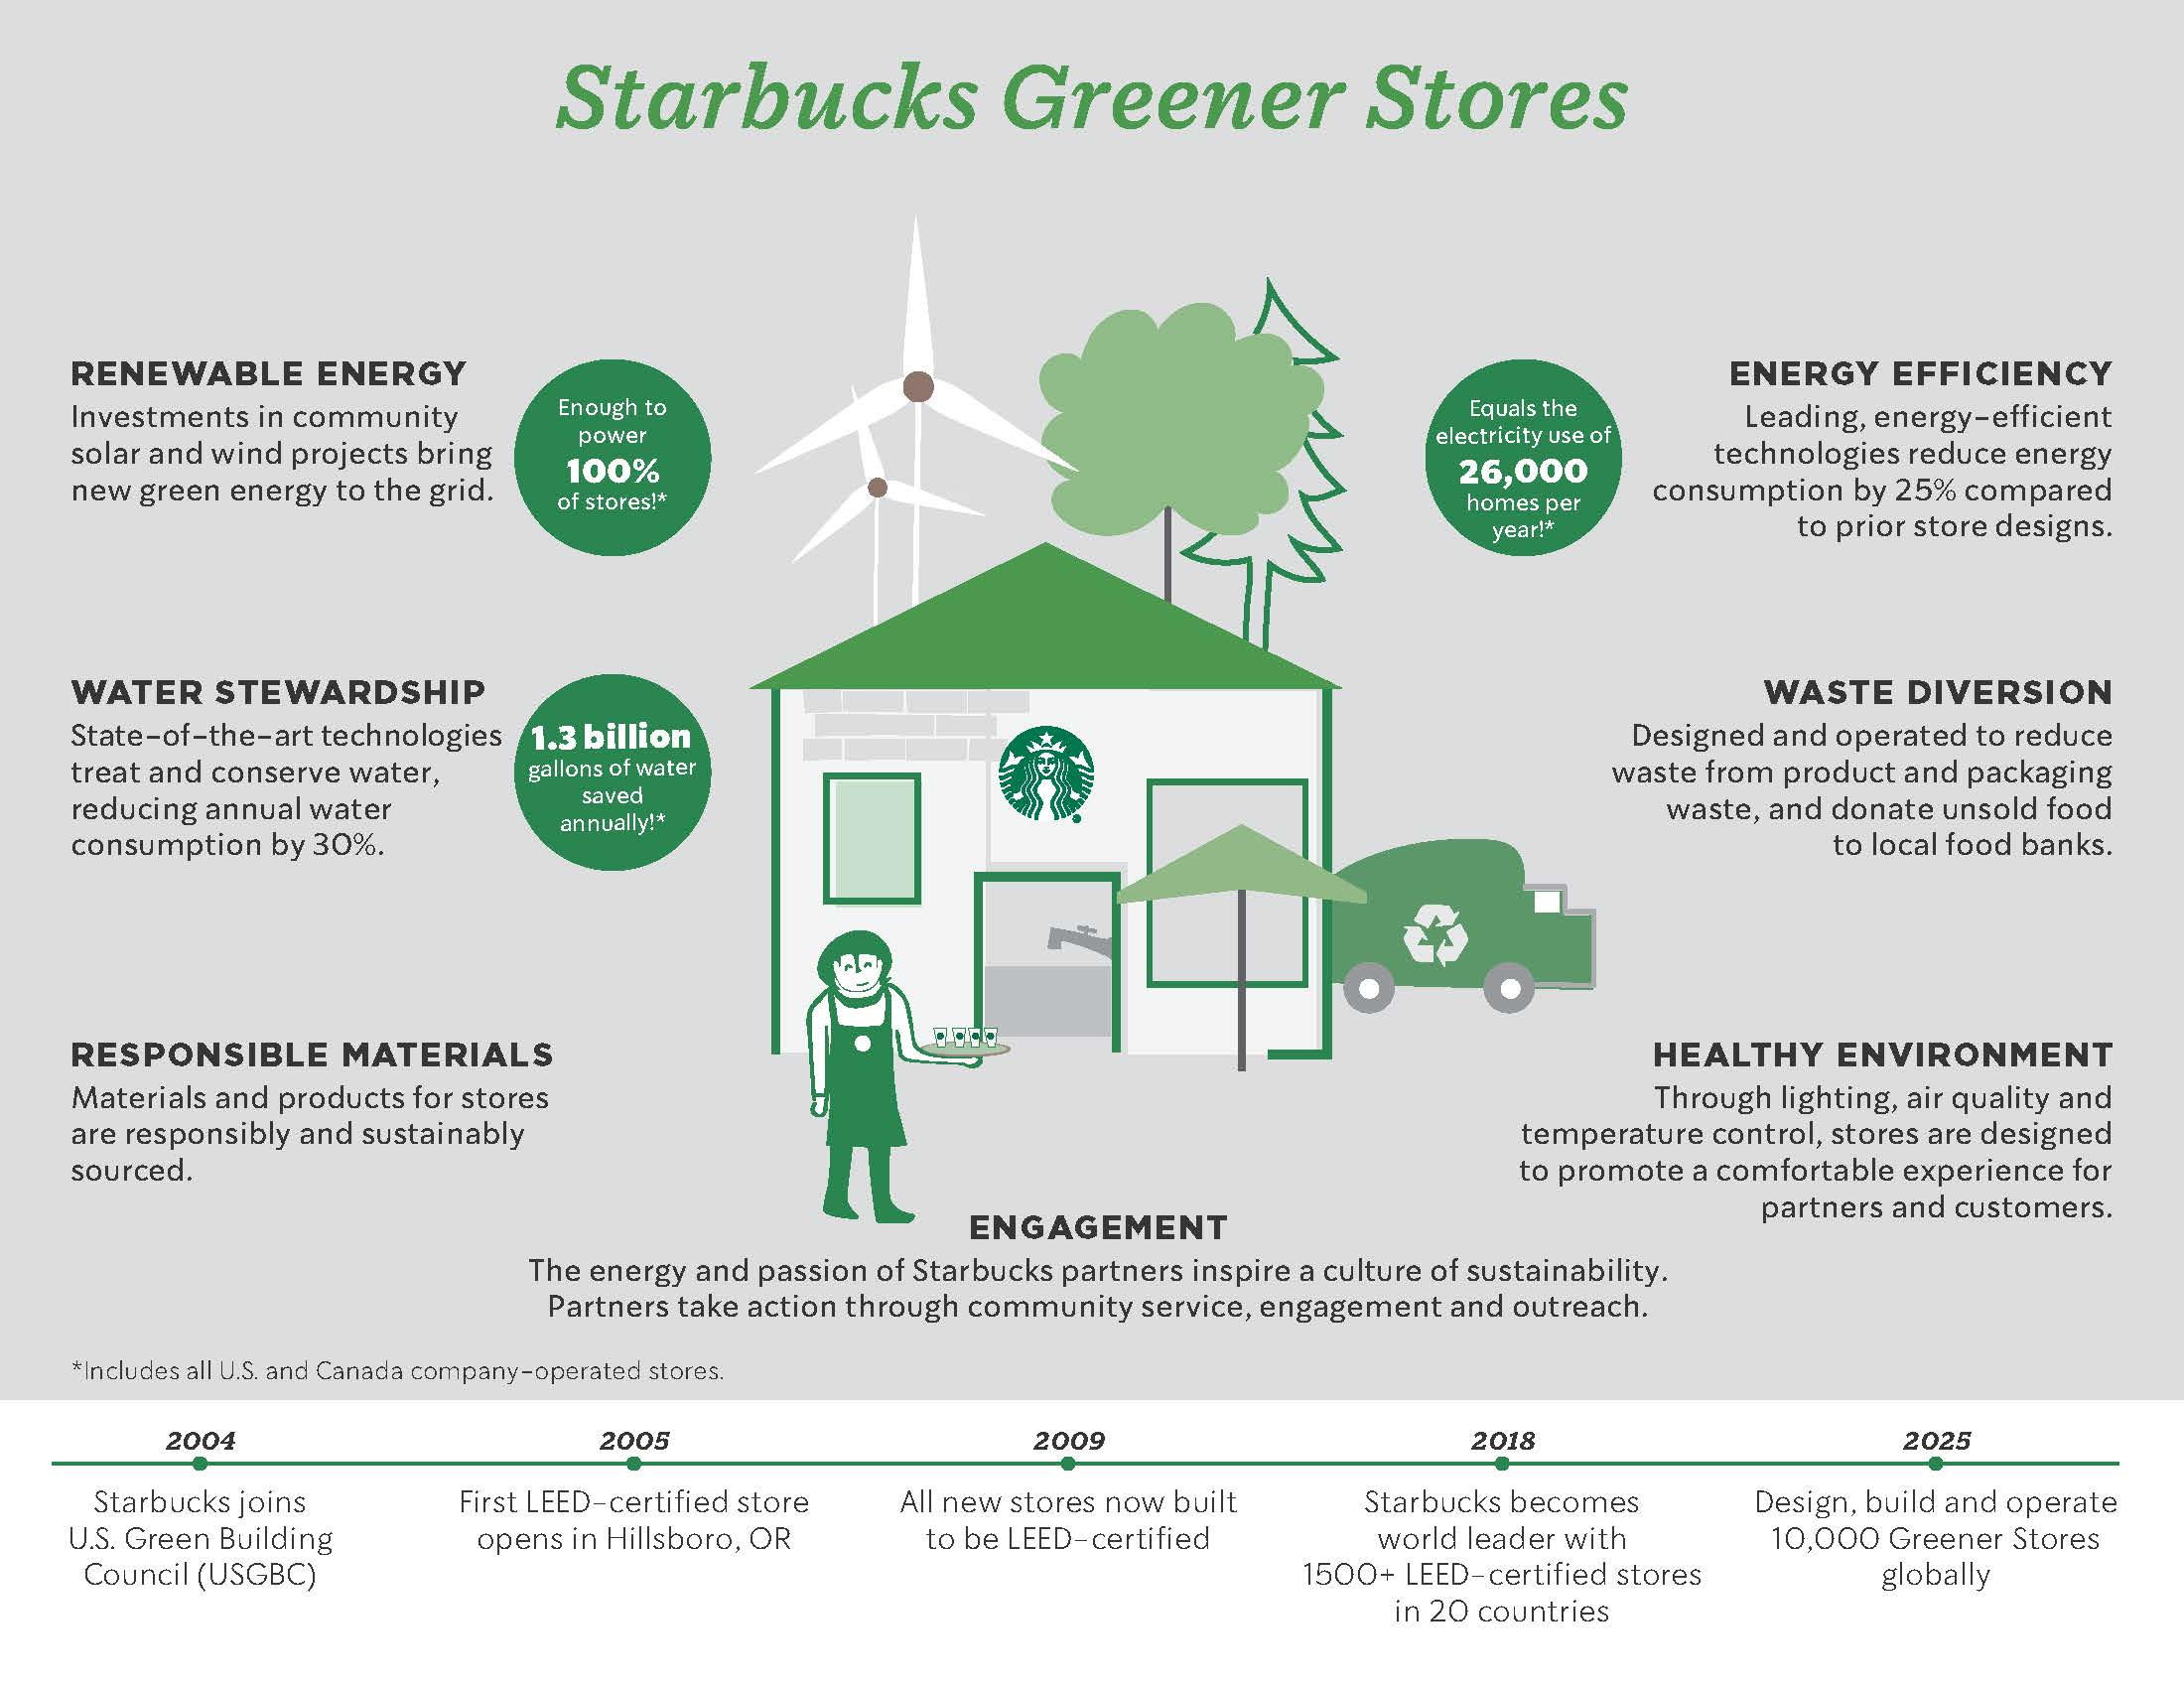 Starbucks Greener Stores
RENEWABLE ENERGY
Investments in community
solar and wind projects bring
new green energy to the grid.
Enough to
power
100%
of stores!*
Equals the
electricity use of
26,000
homes per
year!*
ENERGY EFFICIENCY
Leading, energy-efficient
technologies reduce energy
consumption by 25% compared
to prior store designs.
WATER STEWARDSHIP
State-of-the-art technologies
treat and conserve water,
reducing annual water
consumption by 30%.
1.3 billion
gallons of water
saved
annually!*
WASTE DIVERSION
Designed and operated to reduce
waste from product and packaging
waste, and donate unsold food
to local food banks.
RESPONSIBLE MATERIALS
Materials and products for stores
are responsibly and sustainably
sourced.
HEALTHY ENVIRONMENT
Through lighting, air quality and
temperature control, stores are designed
to promote a comfortable experience for
partners and customers.
ENGAGEMENT
The energy and passion of Starbucks partners inspire a culture of sustainability.
Partners take action through community service, engagement and outreach.
*Includes all U.S. and Canada company-operated stores.
2004
Starbucks joins
U.S. Green Building
Council (USGBC)
2005
First LEED-certified store
opens in Hillsboro, OR
2009
All new stores now built
to be LEED-certified
2018
Starbucks becomes
world leader with
1500+ LEED-certified stores
in 20 countries
2025
Design, build and operate
10,000 Greener Stores
globally